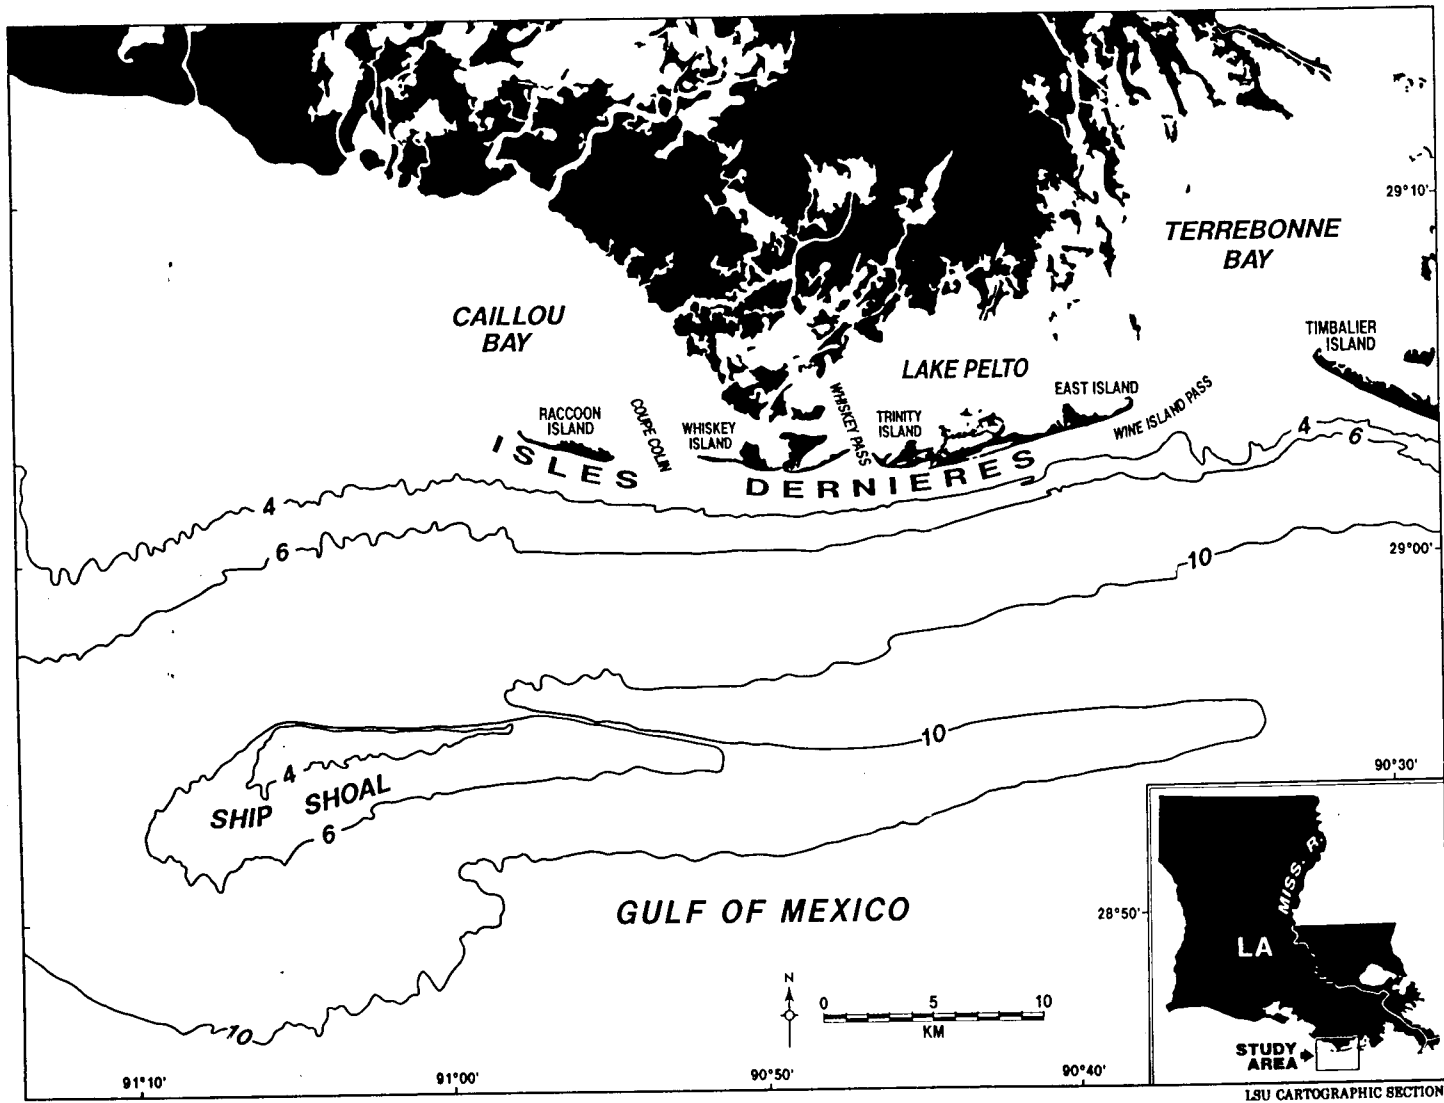 29°10'
TERREBONNE
BAY
CAILLOU
BAY
TIMBALIER
ISLAND
LAKE PELTO
EAST ISLAND
RACCOON
ISLAND
COUPE COLIN
WHISKEY
ISLAND
WHISKEY PASS
TRINITY
ISLAND
WINE ISLAND PASS
ISLES DERNIERES
4
6
4
6
29°00'
10
10
90°30'
4
SHIP SHOAL
6
GULF OF MEXICO
28°50'
MISS. R.
LA
N
0 5 10
KM
10
STUDY
AREA
91°10'
91°00'
90°50'
90°40'
LSU CARTOGRAPHIC SECTION